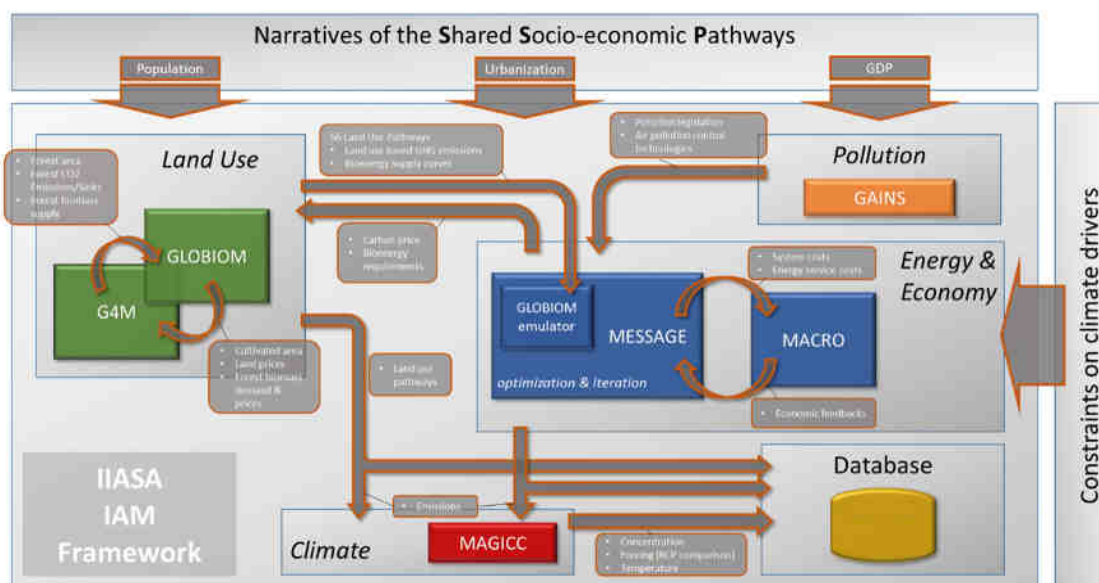 Narratives of the Shared Socio-economic Pathways
Population
Urbanization
GDP
Land Use
• Forest area
• Forest CO2
Emissions/Sinks
• Forest biomass
supply
GLOBIOM
G4M
• Cultivated area
• Land prices
• Forest biomass
demand &
prices
Land Use Pathways
• Land use based GHG emissions
• Bioenergy supply curves
• Carbon price
• Bioenergy
requirements
• Pollution legislation
• Air pollution control
technologies
Pollution
GAINS
Energy &
Economy
• System costs
• Energy service costs
GLOBIOM
emulator
MESSAGE
MACRO
optimization & iteration
• Economic feedbacks
• Land use
pathways
Constraints on climate drivers
IIASA
IAM
Framework
• Emissions
Climate
MAGICC
• Concentration
• Forcing (RCP comparison)
• Temperature
Database